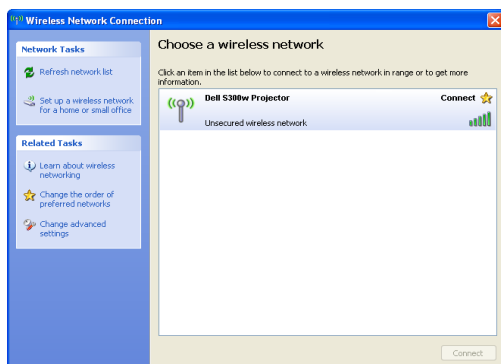 Wireless Network Connection
Network Tasks
Refresh network list
Set up a wireless network
for a home or small office
Related Tasks
Learn about wireless
networking
Change the order of
preferred networks
Change advanced
settings
Choose a wireless network
Click an item in the list below to connect to a wireless network in range or to get more
information.
Dell S300w Projector Connect
Unsecured wireless network
Connect